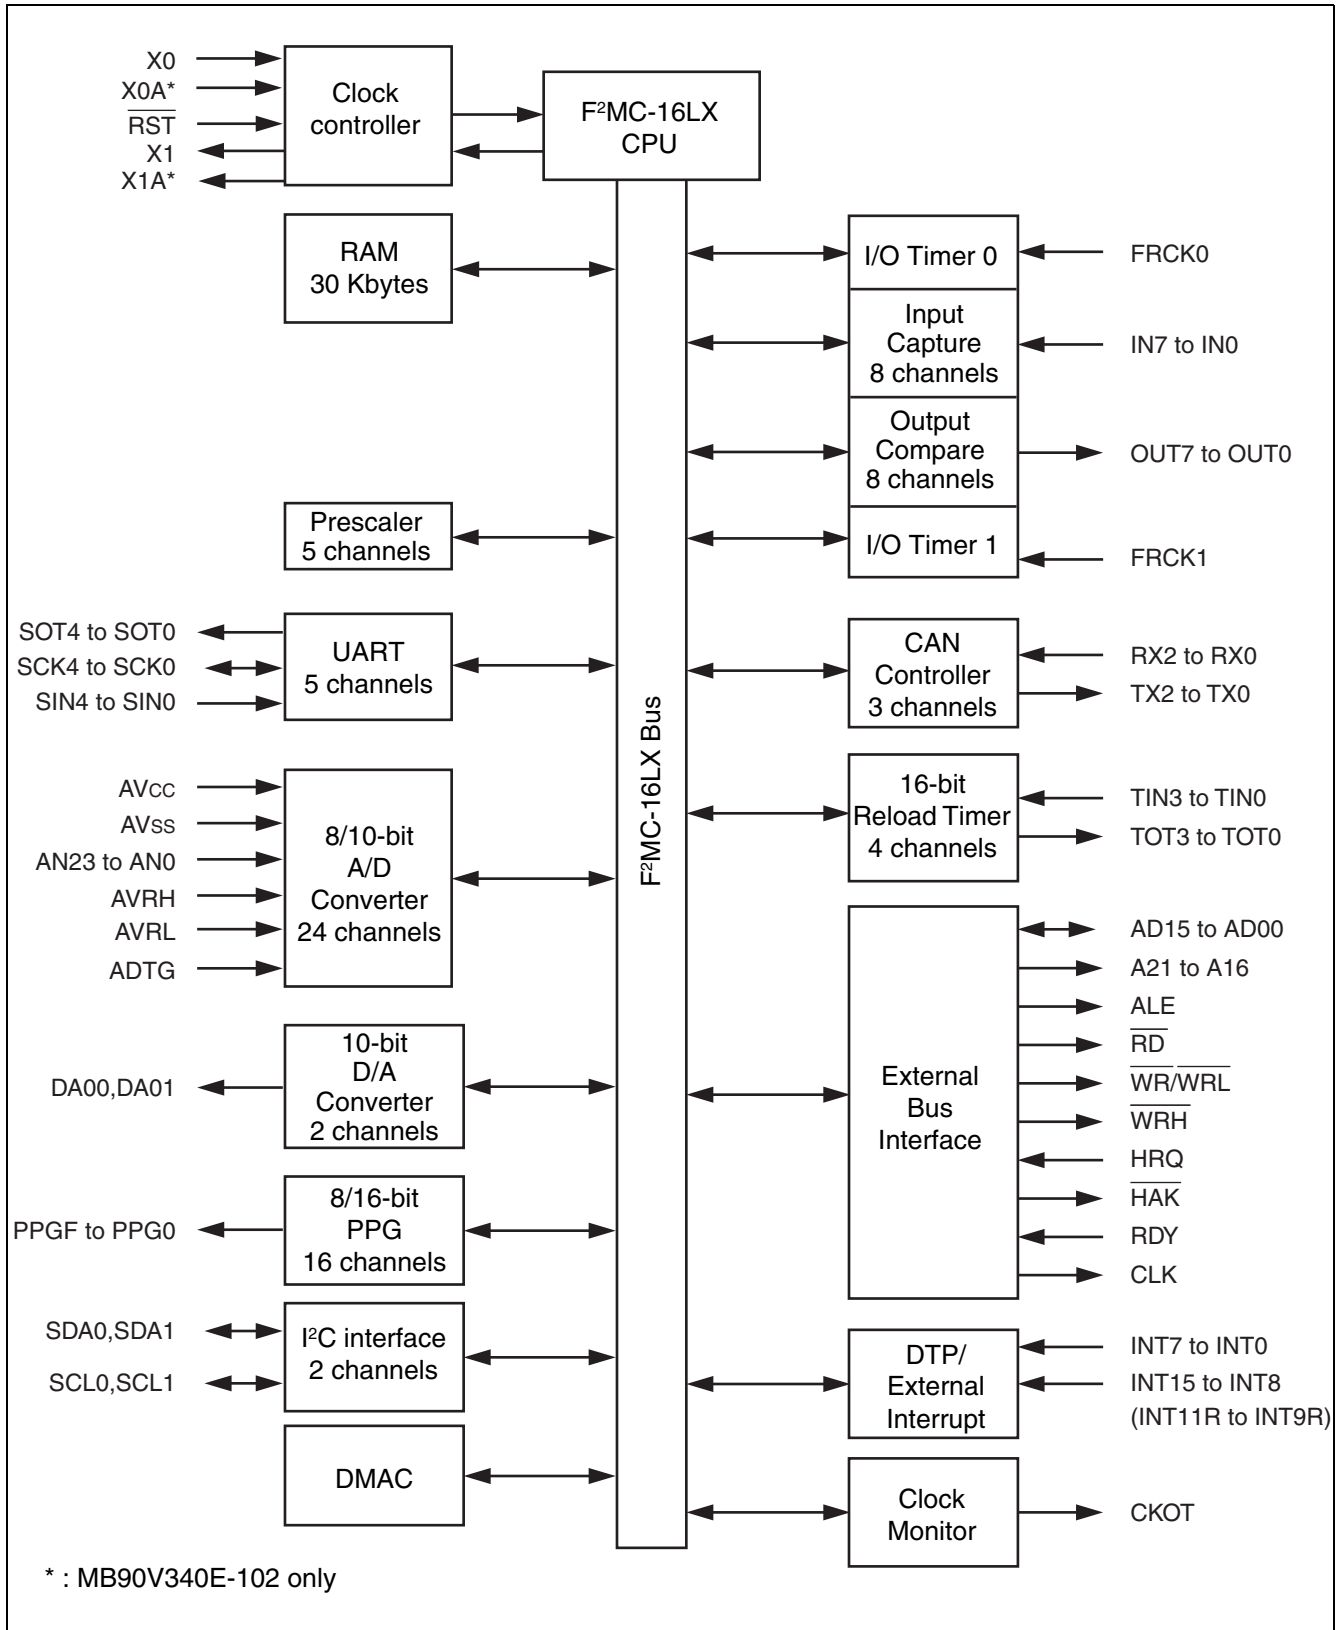 X0
X0A*
RST
X1
X1A*
Clock
controller
F²MC-16LX
CPU
RAM
30 Kbytes
Prescaler
5 channels
SOT4 to SOT0
SCK4 to SCK0
SIN4 to SIN0
UART
5 channels
AVCC
AVSS
AN23 to AN0
AVRH
AVRL
ADTG
8/10-bit
A/D
Converter
24 channels
DA00,DA01
10-bit
D/A
Converter
2 channels
PPGF to PPG0
8/16-bit
PPG
16 channels
SDA0,SDA1
SCL0,SCL1
I²C interface
2 channels
DMAC
F²MC-16LX Bus
I/O Timer 0
FRCK0
Input
Capture
8 channels
IN7 to IN0
Output
Compare
8 channels
OUT7 to OUT0
I/O Timer 1
FRCK1
CAN
Controller
3 channels
RX2 to RX0
TX2 to TX0
16-bit
Reload Timer
4 channels
TIN3 to TIN0
TOT3 to TOT0
External
Bus
Interface
AD15 to AD00
A21 to A16
ALE
RD
WR/WRL
WRH
HRQ
HAK
RDY
CLK
DTP/
External
Interrupt
INT7 to INT0
INT15 to INT8
(INT11R to INT9R)
Clock
Monitor
CKOT
* : MB90V340E-102 only